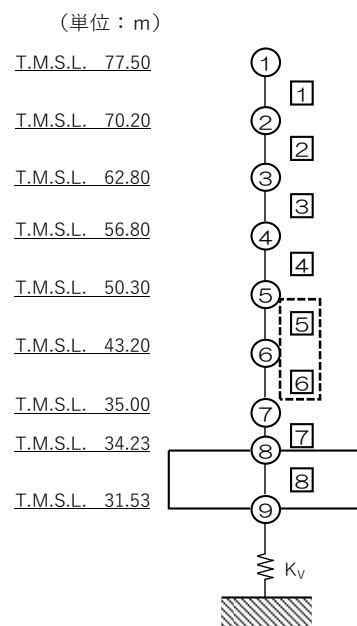 （単位：m）
T.M.S.L. 77.50 ①
1
T.M.S.L. 70.20 ②
2
T.M.S.L. 62.80 ③
3
T.M.S.L. 56.80 ④
4
T.M.S.L. 50.30 ⑤
5
T.M.S.L. 43.20 ⑥
6
T.M.S.L. 35.00 ⑦
7
T.M.S.L. 34.23 ⑧
8
T.M.S.L. 31.53 ⑨
KV